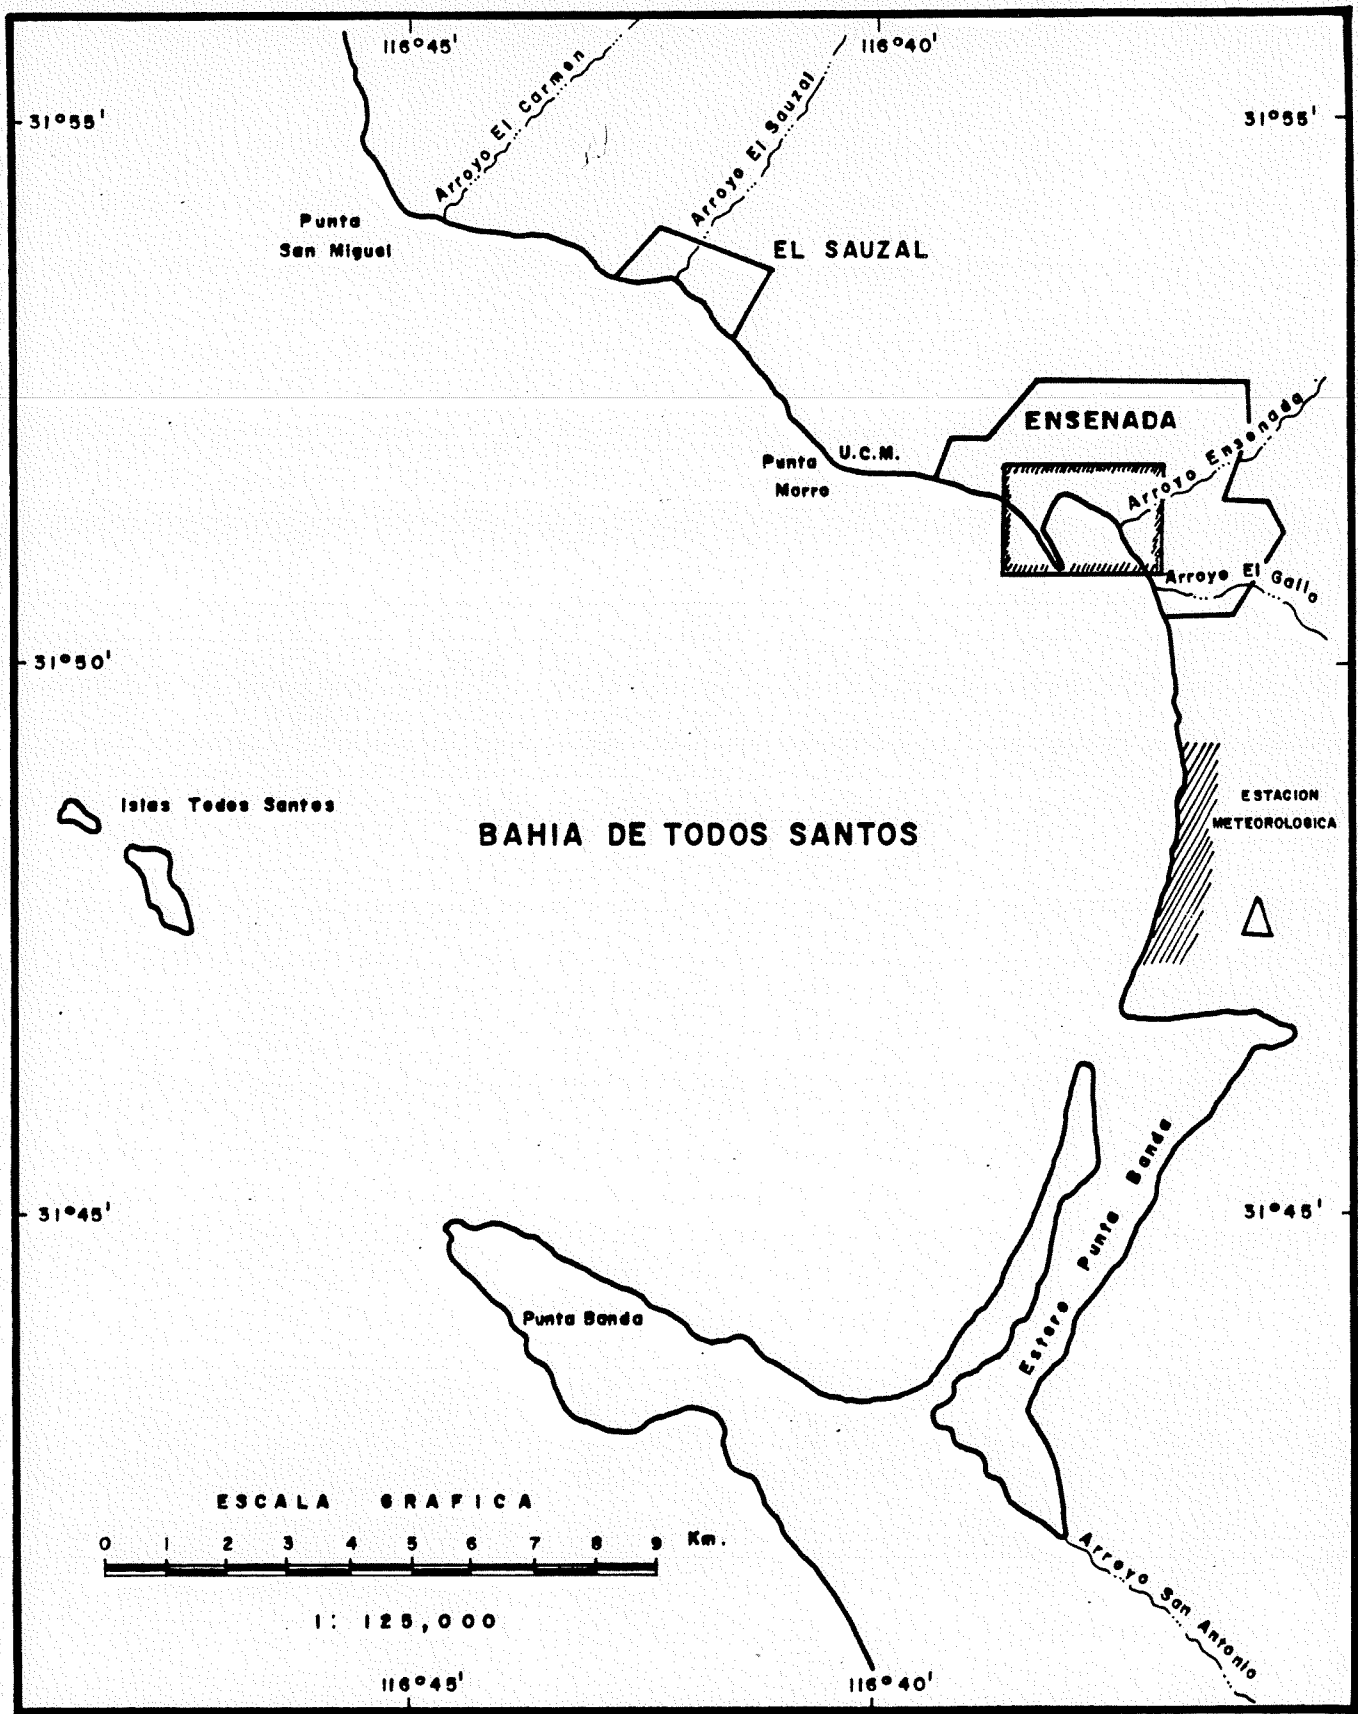 116°45'
116°40'
31°55'
31°55'
Arroyo El Carmen
Arroyo El Sauzal
Punta
San Miguel
EL SAUZAL
ENSENADA
Arroyo Ensenada
U.C.M.
Punta
Morro
Arroyo El Gallo
31°50'
Islas Todos Santos
BAHIA DE TODOS SANTOS
ESTACION
METEOROLOGICA
Estero Punta Banda
31°45'
31°45'
Punta Banda
ESCALA GRAFICA
0 1 2 3 4 5 6 7 8 9 Km.
1: 125,000
Arroyo San Antonio
116°45'
116°40'